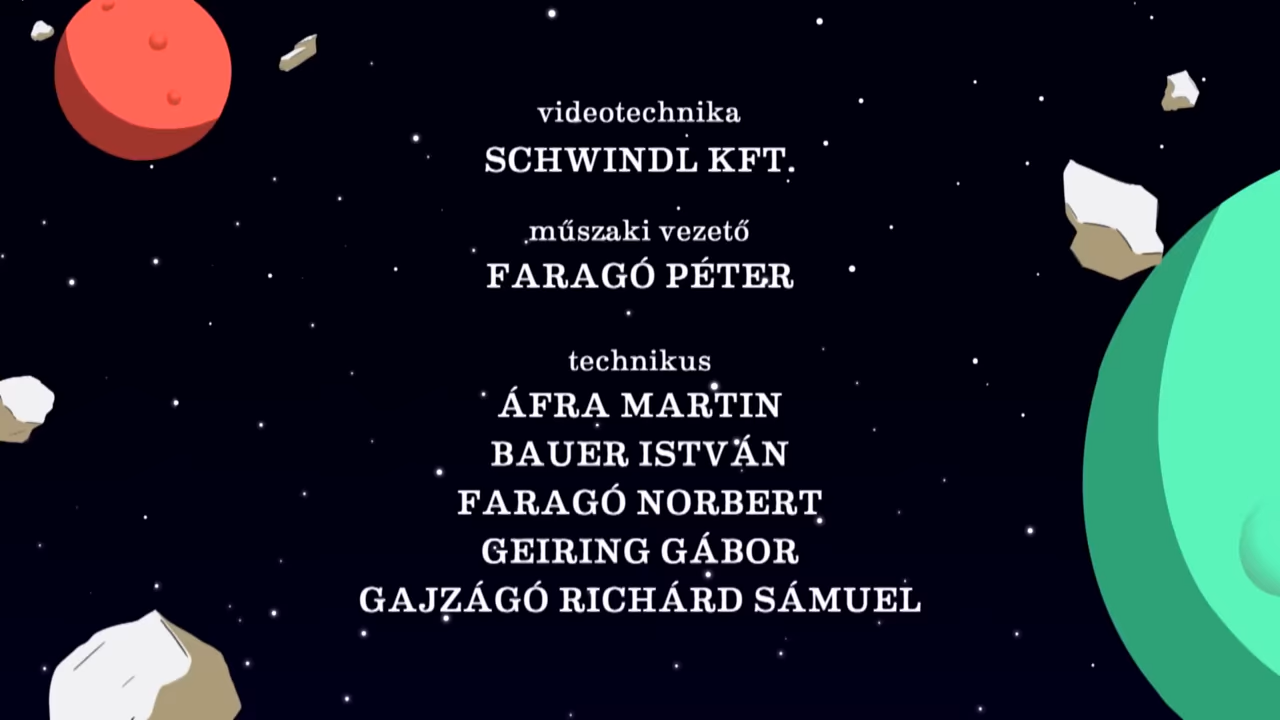 videotechnika
SCHWINDL KFT.
műszaki vezető
FARAGÓ PÉTER
technikus
ÁFRA MARTIN
BAUER ISTVÁN
FARAGÓ NORBERT
GEIRING GÁBOR
GAJZÁGÓ RICHÁRD SÁMUEL